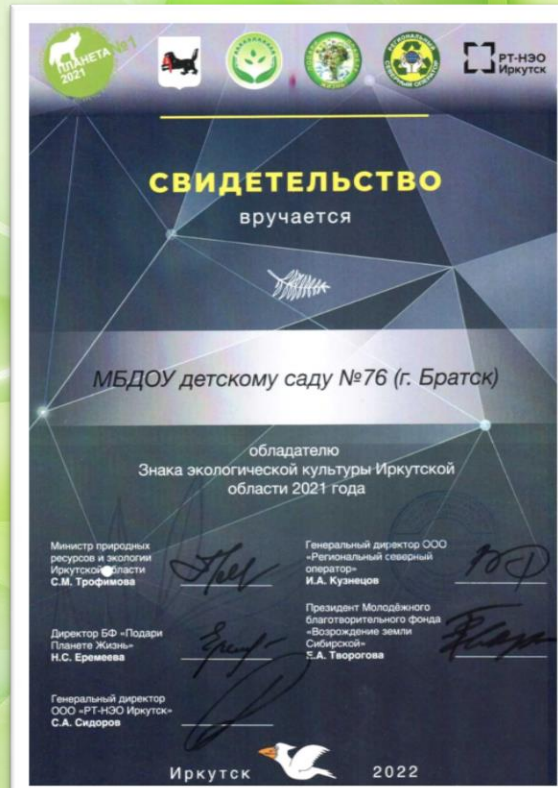 ПЛАНЕТА №1
2021
РЕГИОНАЛЬНЫЙ
СЕВЕРНЫЙ ОПЕРАТОР
РТ-НЭО
Иркутск
СВИДЕТЕЛЬСТВО
вручается
МБДОУ детскому саду №76 (г. Братск)
обладателю
Знака экологической культуры Иркутской
области 2021 года
Министр природных
ресурсов и экологии
Иркутской области
С.М. Трофимова
Генеральный директор ООО
«Региональный северный
оператор»
И.А. Кузнецов
Директор БФ «Подари
Планете Жизнь»
Н.С. Еремеева
Президент Молодёжного
благотворительного фонда
«Возрождение земли
Сибирской»
Е.А. Творогова
Генеральный директор
ООО «РТ-НЭО Иркутск»
С.А. Сидоров
Иркутск 2022